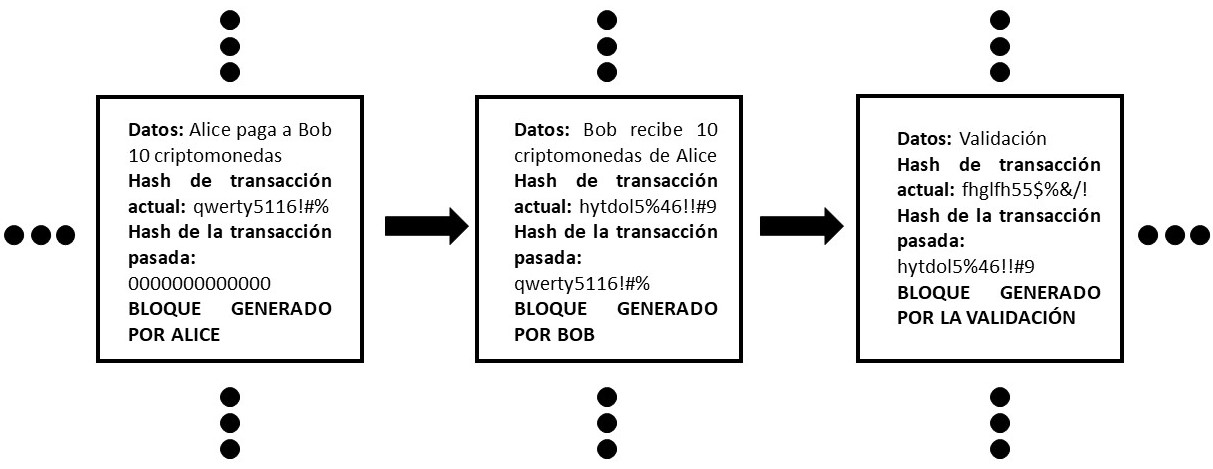 Datos: Alice paga a Bob
10 criptomonedas
Hash de transacción
actual: qwerty5116!#%
Hash de la transacción
pasada:
0000000000000
BLOQUE GENERADO
POR ALICE
Datos: Bob recibe 10
criptomonedas de Alice
Hash de transacción
actual: hytdol5%46!!#9
Hash de la transacción
pasada:
qwerty5116!#%
BLOQUE GENERADO
POR BOB
Datos: Validación
Hash de transacción
actual: fhglfh55$%&/!
Hash de la transacción
pasada:
hytdol5%46!!#9
BLOQUE GENERADO
POR LA VALIDACIÓN